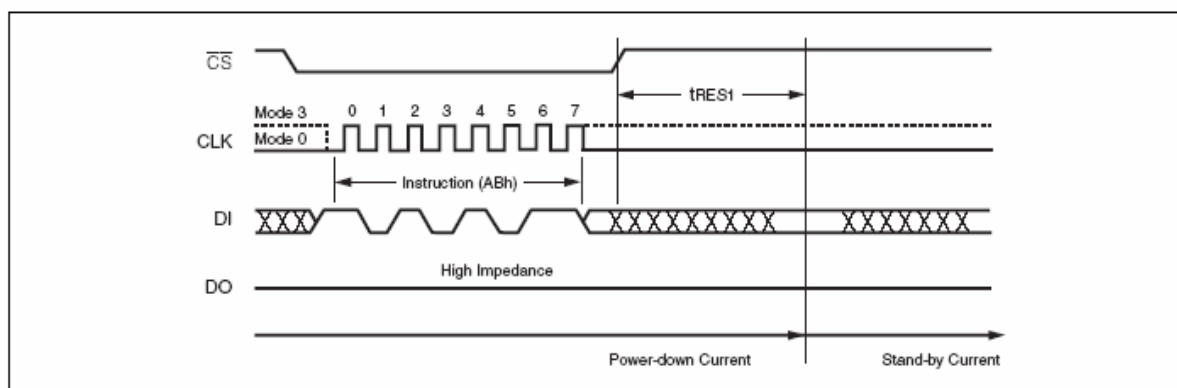 CS
tRES1
Mode 3 0 1 2 3 4 5 6 7
CLK Mode 0
Instruction (ABh)
DI
High Impedance
DO
Power-down Current Stand-by Current